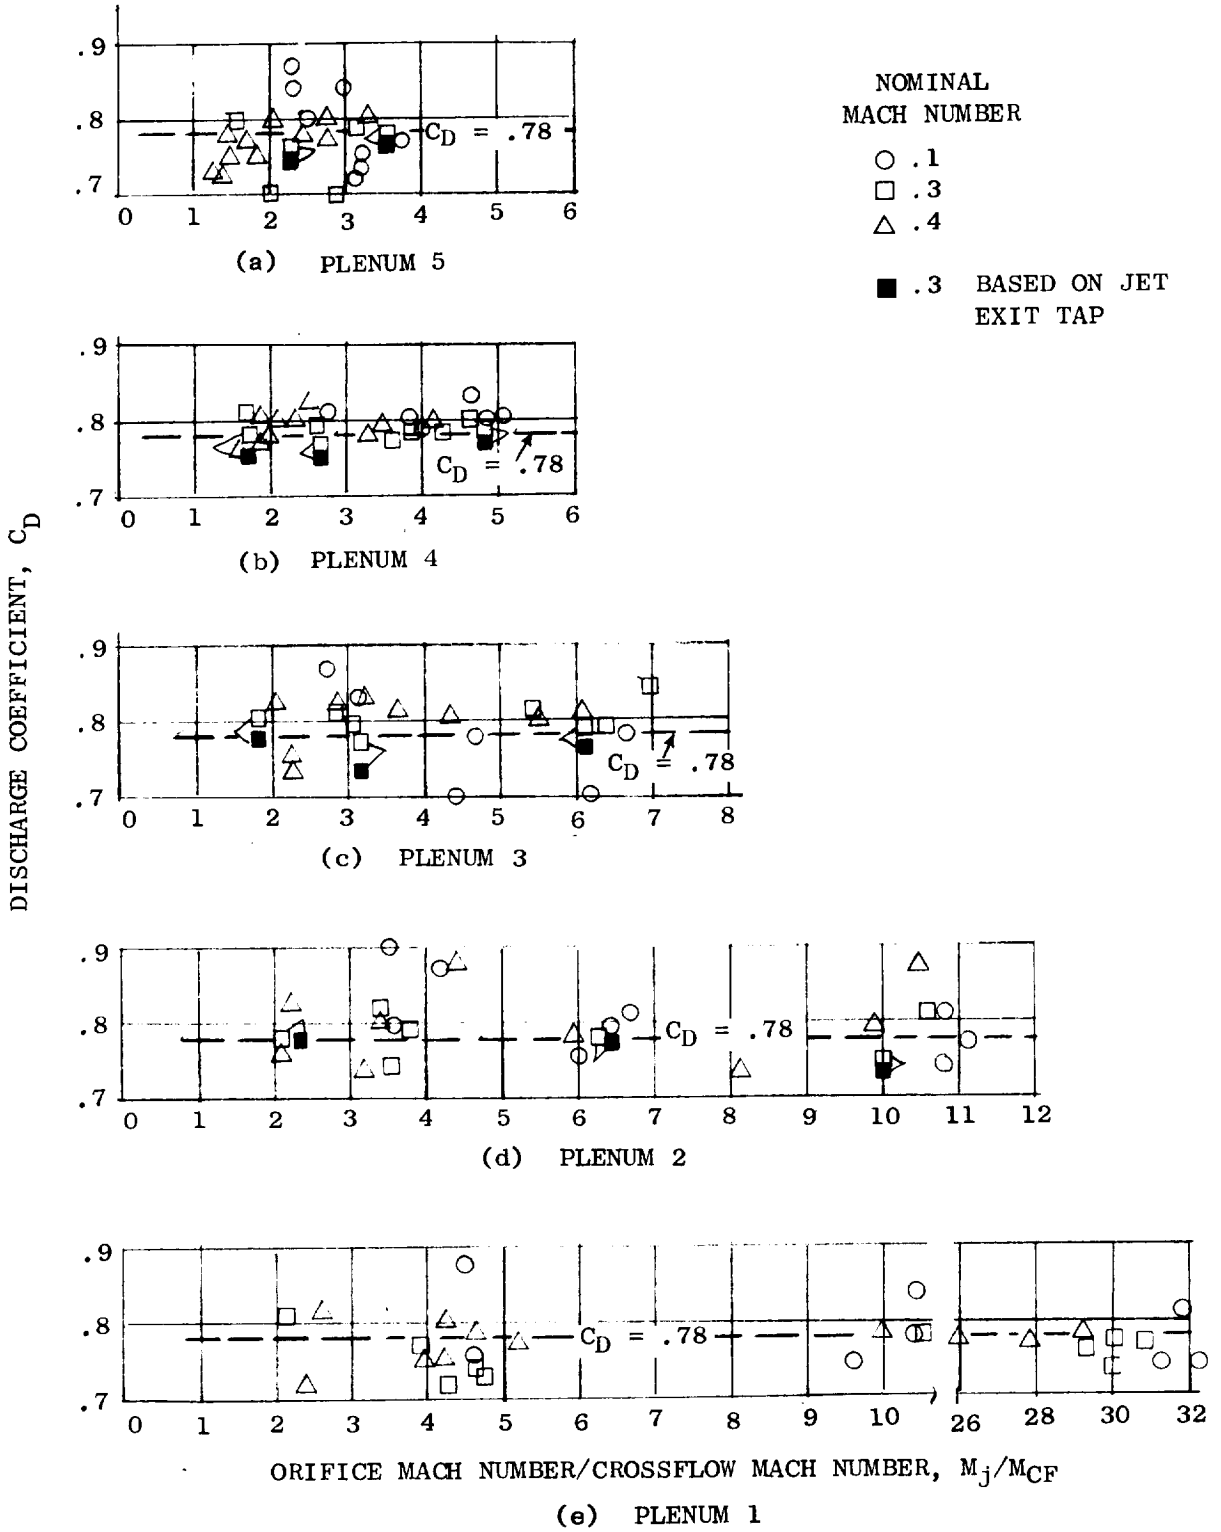 .9
.8
.7
C_D = .78
0 1 2 3 4 5 6
(a) PLENUM 5
NOMINAL
MACH NUMBER
○ .1
□ .3
△ .4
■ .3 BASED ON JET
EXIT TAP
.9
.8
.7
C_D = .78
0 1 2 3 4 5 6
(b) PLENUM 4
DISCHARGE COEFFICIENT, C_D
.9
.8
.7
C_D = .78
0 1 2 3 4 5 6 7 8
(c) PLENUM 3
.9
.8
.7
C_D = .78
0 1 2 3 4 5 6 7 8 9 10 11 12
(d) PLENUM 2
.9
.8
.7
C_D = .78
0 1 2 3 4 5 6 7 8 9 10 26 28 30 32
ORIFICE MACH NUMBER/CROSSFLOW MACH NUMBER, M_j/M_CF
(e) PLENUM 1